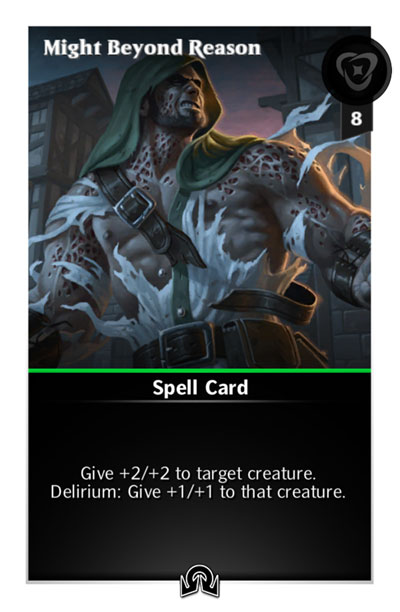 Might Beyond Reason
8
Spell Card
Give +2/+2 to target creature.
Delirium: Give +1/+1 to that creature.